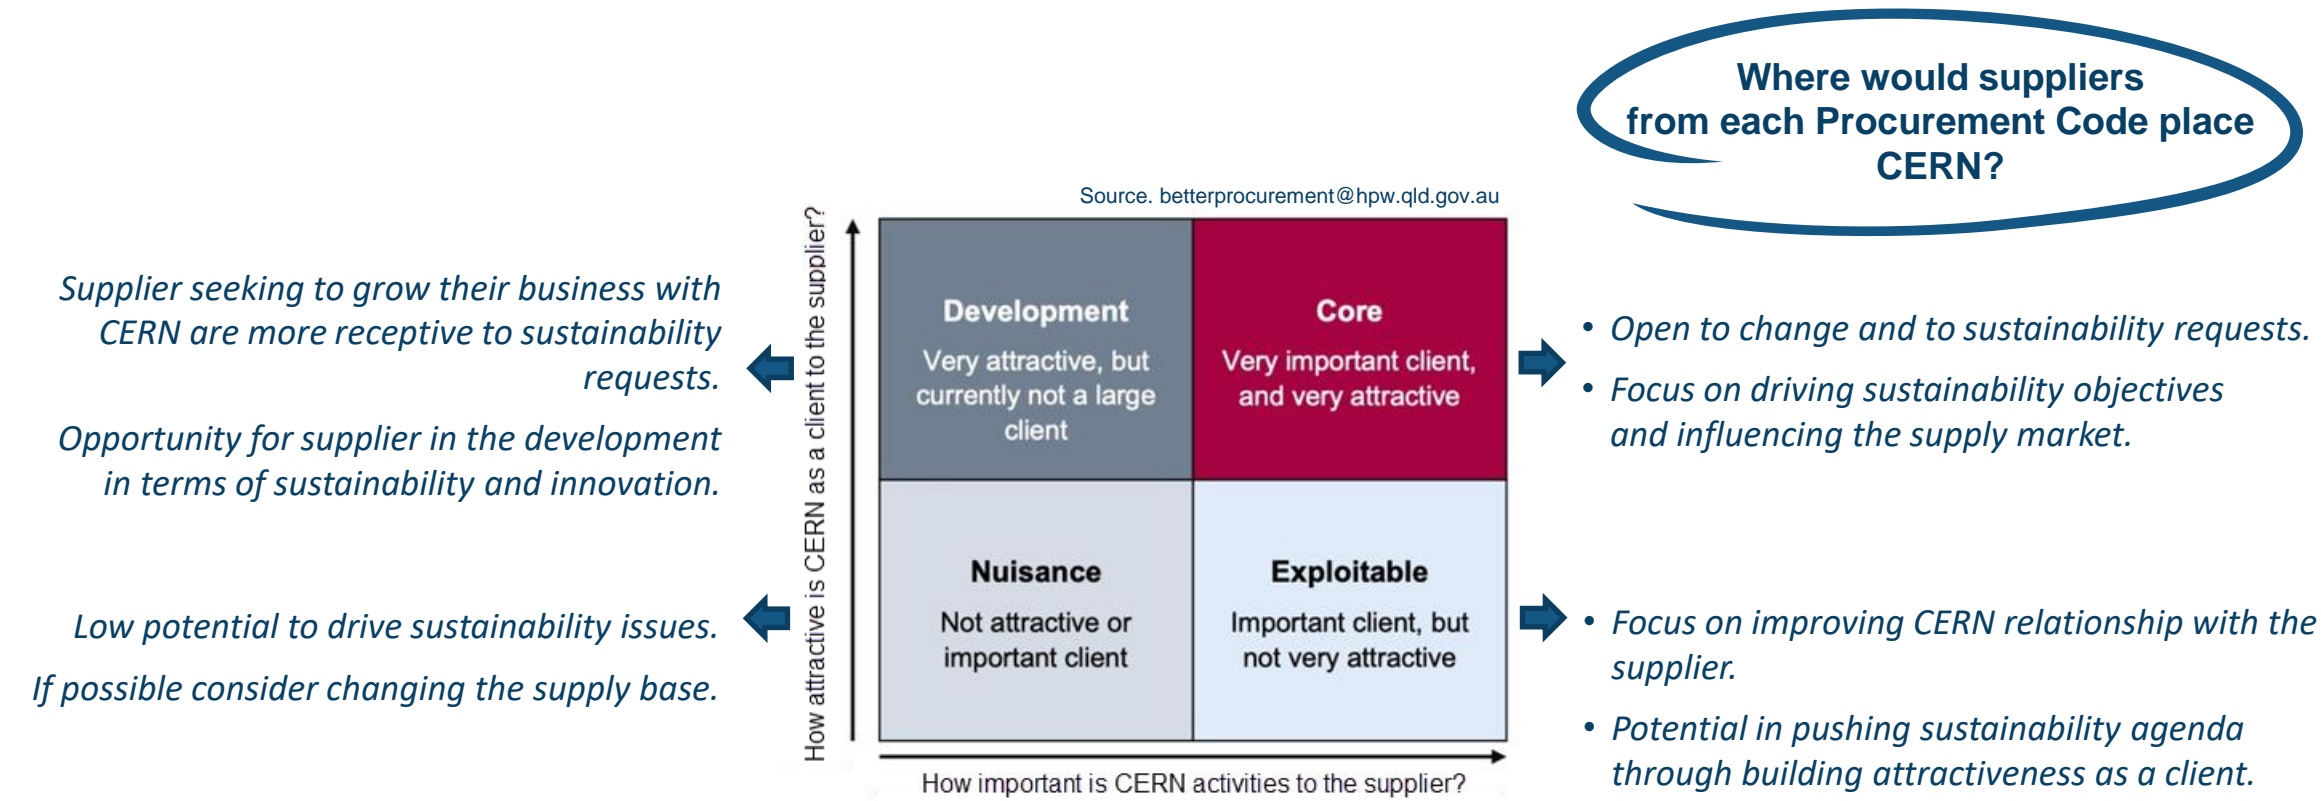 Where would suppliers
from each Procurement Code place
CERN?
Source. betterprocurement@hpw.qld.gov.au
How attractive is CERN as a client to the supplier?
Supplier seeking to grow their business with
CERN are more receptive to sustainability
requests.
Opportunity for supplier in the development
in terms of sustainability and innovation.
Development
Very attractive, but
currently not a large
client
Core
Very important client,
and very attractive
• Open to change and to sustainability requests.
• Focus on driving sustainability objectives
and influencing the supply market.
Low potential to drive sustainability issues.
If possible consider changing the supply base.
Nuisance
Not attractive or
important client
Exploitable
Important client, but
not very attractive
• Focus on improving CERN relationship with the
supplier.
• Potential in pushing sustainability agenda
through building attractiveness as a client.
How important is CERN activities to the supplier?